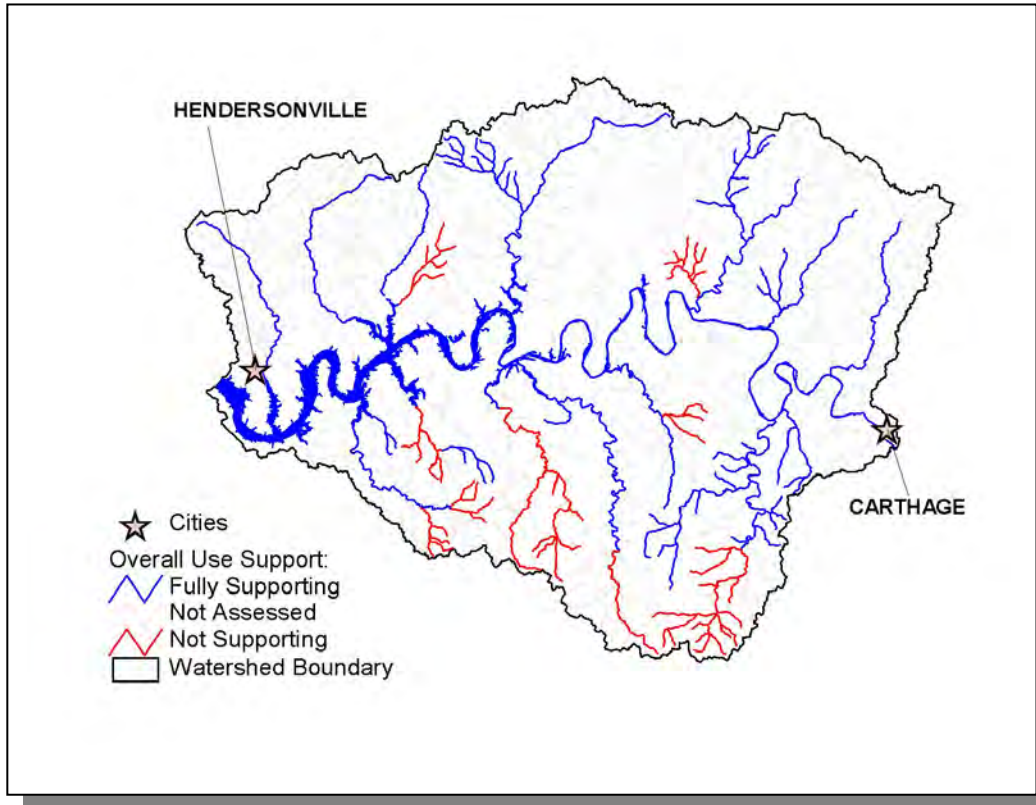 HENDERSONVILLE
CARTHAGE
Cities
Overall Use Support:
Fully Supporting
Not Assessed
Not Supporting
Watershed Boundary